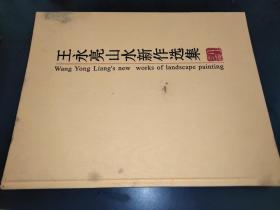 王永亮山水新作选集
Wang Yong Liang's new works of landscape painting